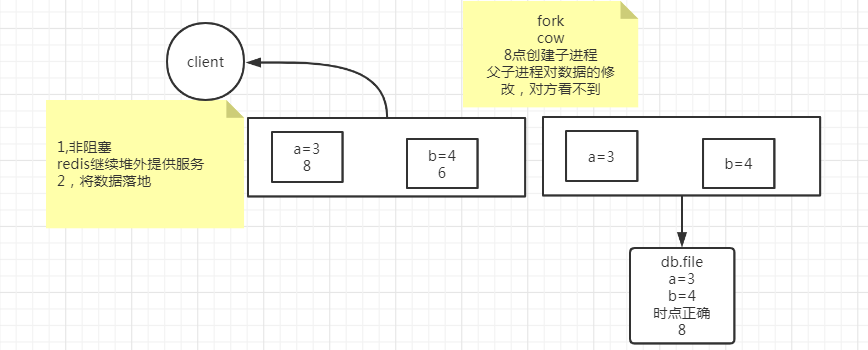 client
fork
cow
8点创建子进程
父子进程对数据的修
改，对方看不到
1,非阻塞
redis继续堆外提供服务
2，将数据落地
a=3
8
b=4
6
a=3
b=4
db.file
a=3
b=4
时点正确
8